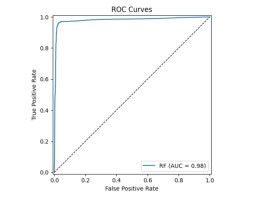 ROC Curves
True Positive Rate
1.0
0.8
0.6
0.4
0.2
0.0
RF (AUC = 0.98)
0.0 0.2 0.4 0.6 0.8 1.0
False Positive Rate